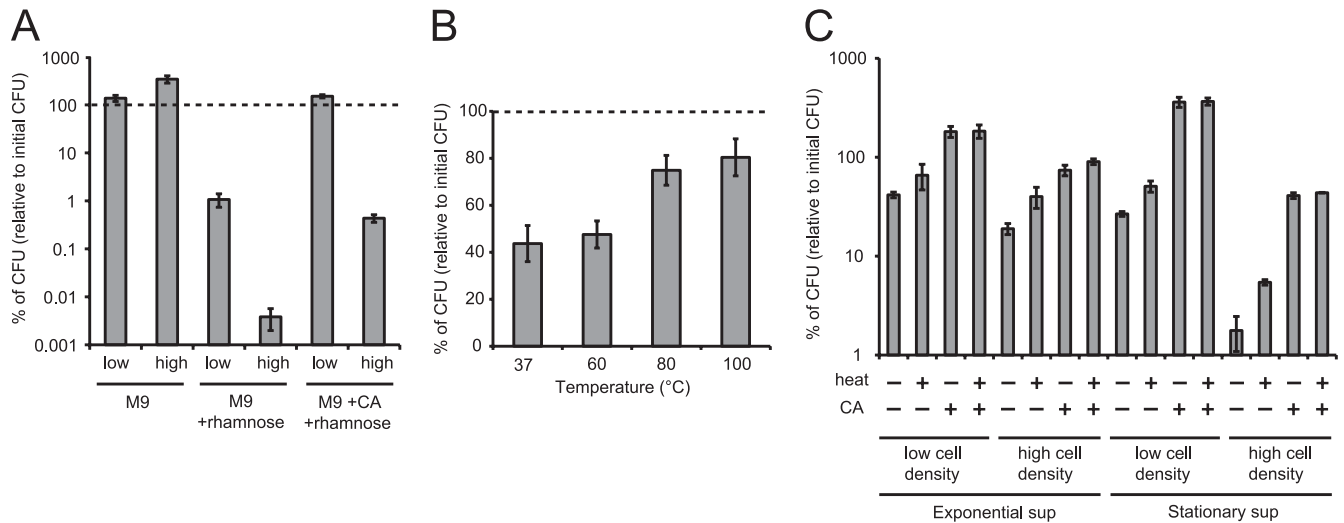 A
% of CFU (relative to initial CFU)
1000
100
10
1
0.1
0.01
0.001
low high low high low high
M9
M9
+rhamnose
M9 +CA
+rhamnose
B
% of CFU (relative to initial CFU)
100
80
60
40
20
0
37 60 80 100
Temperature (°C)
C
% of CFU (relative to initial CFU)
1000
100
10
1
heat − + − + − + − + − + − + − + − +
CA − − + + − − + + − − + + − − + +
low cell
density
high cell
density
low cell
density
high cell
density
Exponential sup
Stationary sup